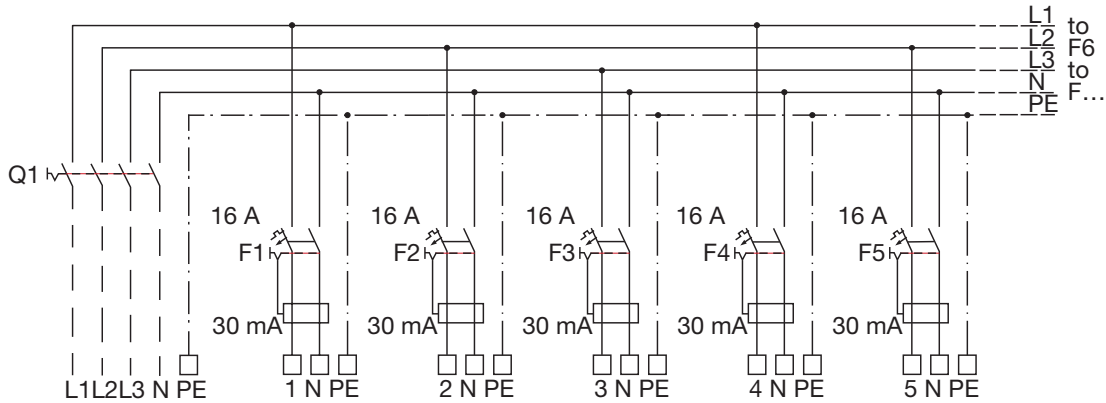 L1 to
L2 F6
L3 to
N F...
PE
Q1
16 A 16 A 16 A 16 A 16 A
F1 F2 F3 F4 F5
30 mA 30 mA 30 mA 30 mA 30 mA
L1 L2 L3 N PE 1 N PE 2 N PE 3 N PE 4 N PE 5 N PE